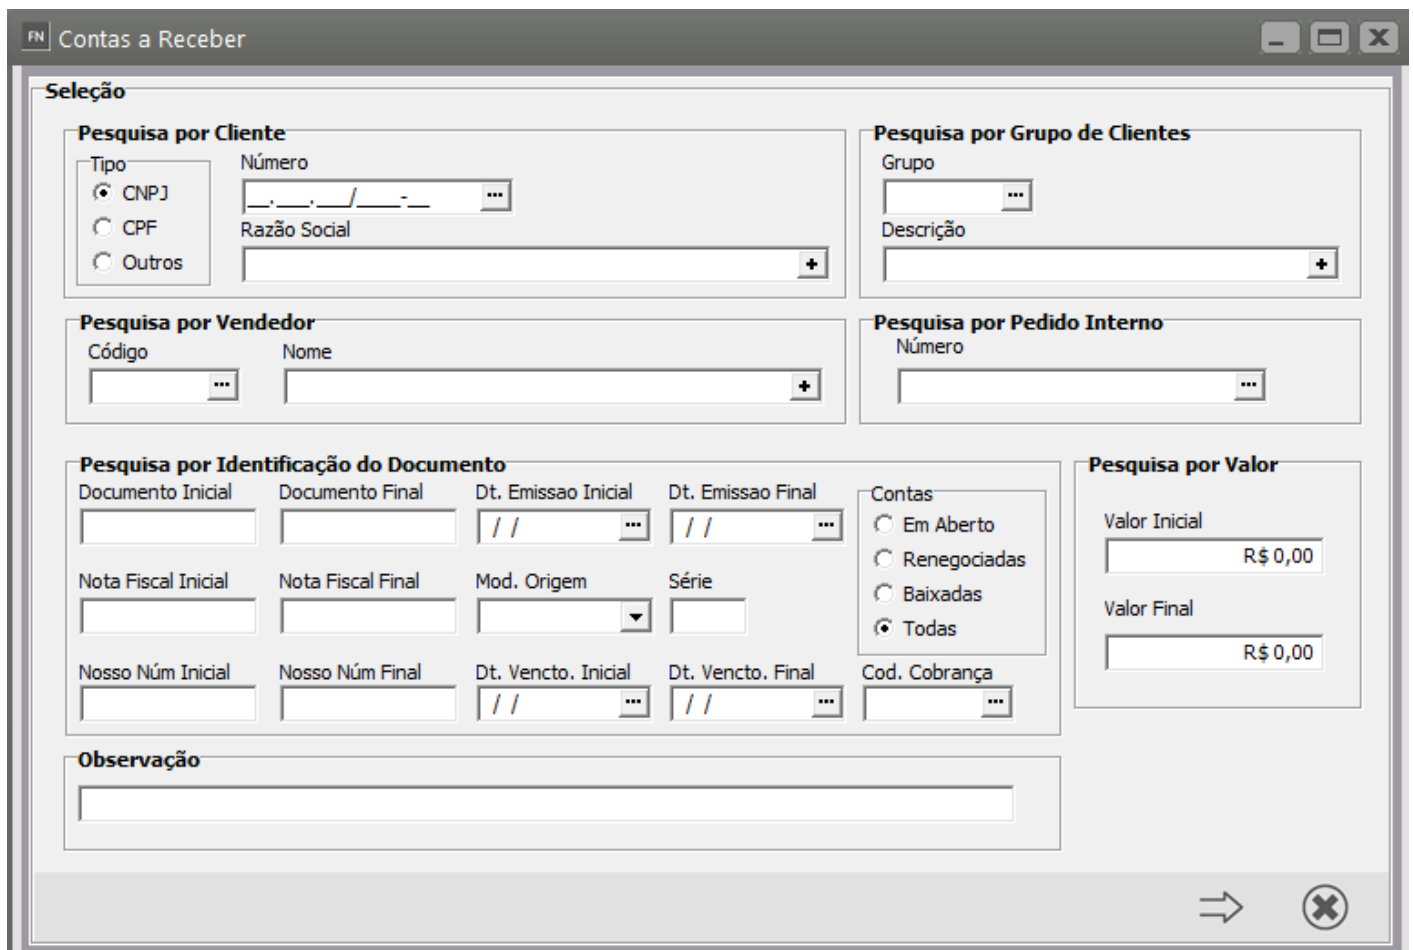 FN Contas a Receber
Seleção
Pesquisa por Cliente
Tipo
CNPJ
CPF
Outros
Número
__.___.___/____-__
Razão Social
Pesquisa por Grupo de Clientes
Grupo
Descrição
Pesquisa por Vendedor
Código
Nome
Pesquisa por Pedido Interno
Número
Pesquisa por Identificação do Documento
Documento Inicial
Documento Final
Dt. Emissao Inicial
/ /
Dt. Emissao Final
/ /
Nota Fiscal Inicial
Nota Fiscal Final
Mod. Origem
Série
Nosso Núm Inicial
Nosso Núm Final
Dt. Vencto. Inicial
/ /
Dt. Vencto. Final
/ /
Contas
Em Aberto
Renegociadas
Baixadas
Todas
Cod. Cobrança
Pesquisa por Valor
Valor Inicial
R$ 0,00
Valor Final
R$ 0,00
Observação